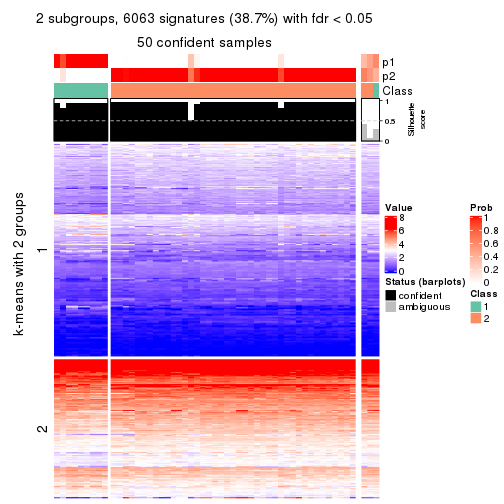 2 subgroups, 6063 signatures (38.7%) with fdr < 0.05
50 confident samples
p1
p2
Class
1
0.5
0
Silhouette
score
k-means with 2 groups
1
2
Value
8
6
4
2
0
Status (barplots)
confident
ambiguous
Prob
1
0.8
0.6
0.4
0.2
0
Class
1
2